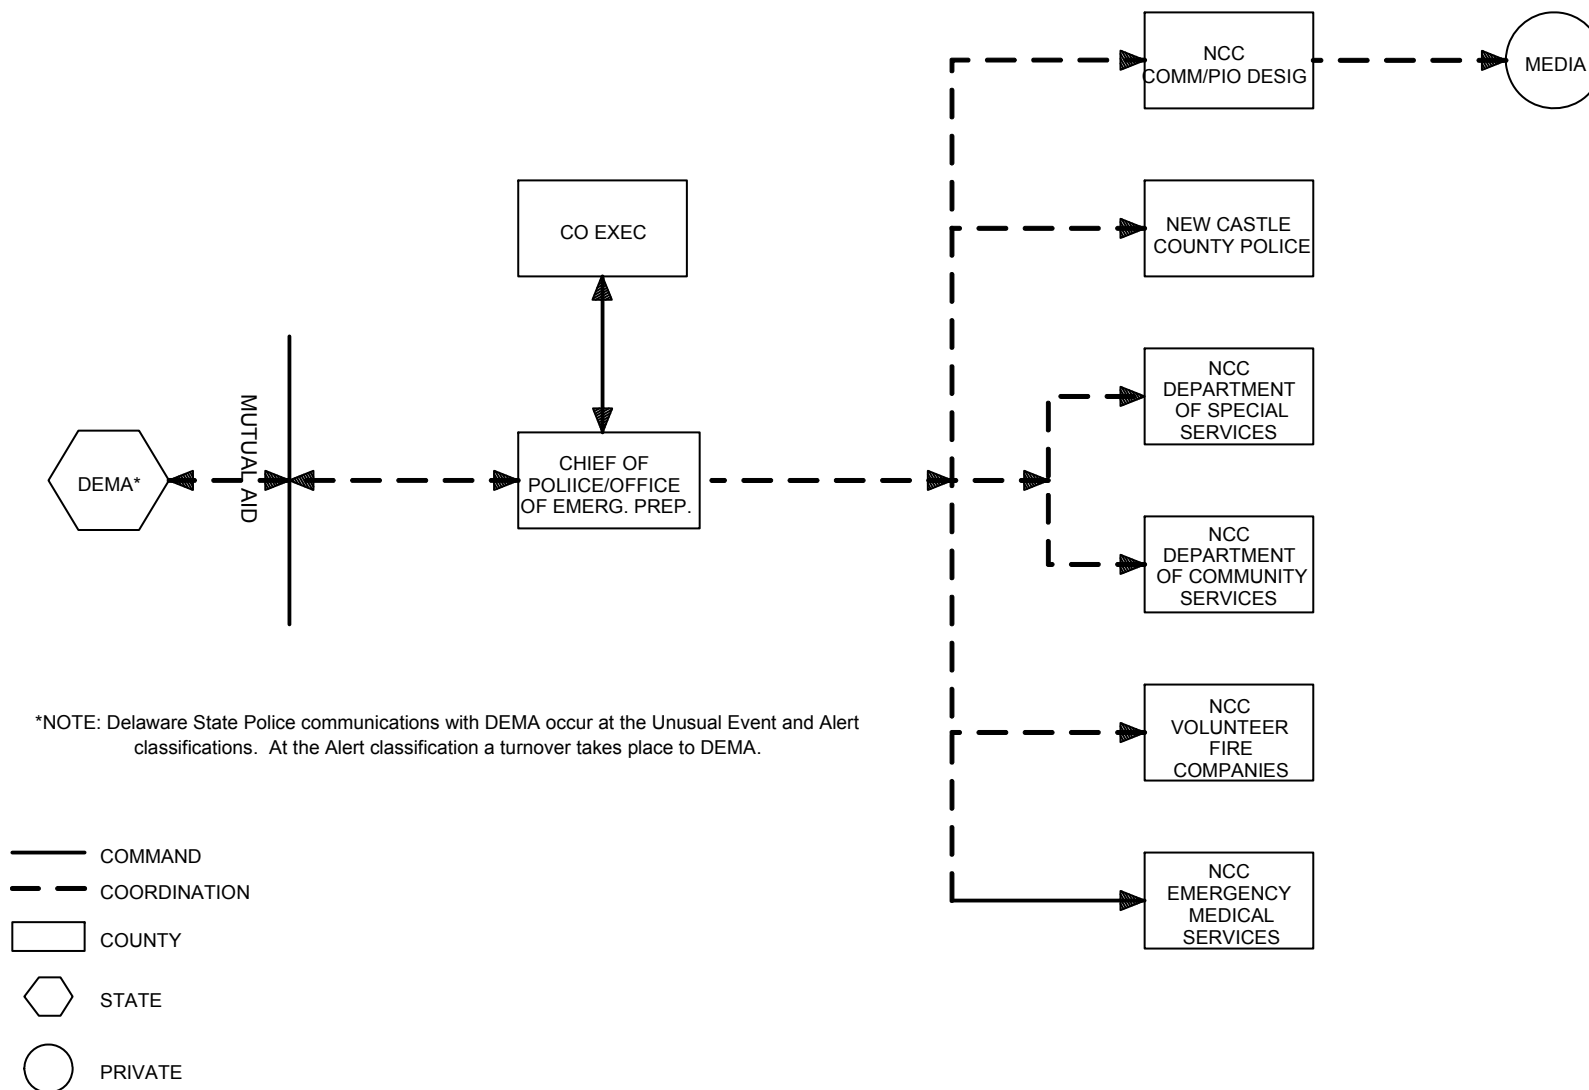 NCC
COMM/PIO DESIG
MEDIA
CO EXEC
NEW CASTLE
COUNTY POLICE
NCC
DEPARTMENT
OF SPECIAL
SERVICES
DEMA*
MUTUAL AID
CHIEF OF
POLIICE/OFFICE
OF EMERG. PREP.
NCC
DEPARTMENT
OF COMMUNITY
SERVICES
NCC
VOLUNTEER
FIRE
COMPANIES
*NOTE: Delaware State Police communications with DEMA occur at the Unusual Event and Alert
classifications. At the Alert classification a turnover takes place to DEMA.
NCC
EMERGENCY
MEDICAL
SERVICES
COMMAND
COORDINATION
COUNTY
STATE
PRIVATE